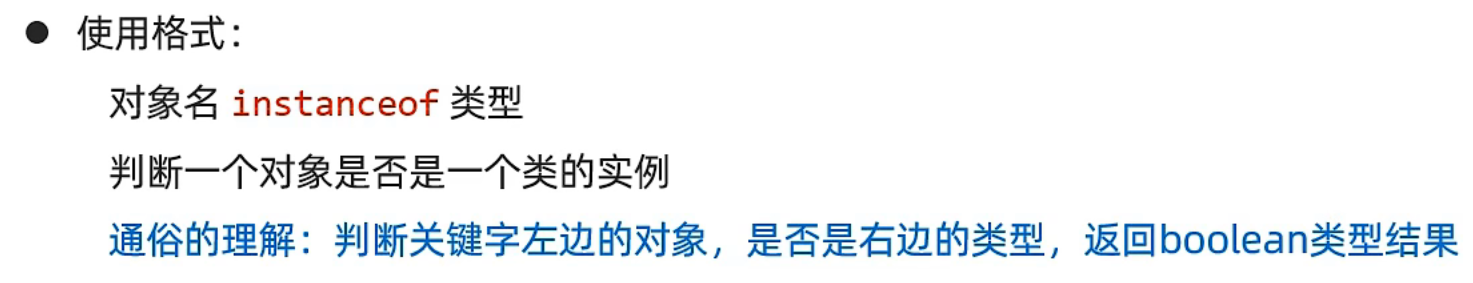 ● 使用格式：
对象名 instanceof 类型
判断一个对象是否是一个类的实例
通俗的理解：判断关键字左边的对象，是否是右边的类型，返回boolean类型结果